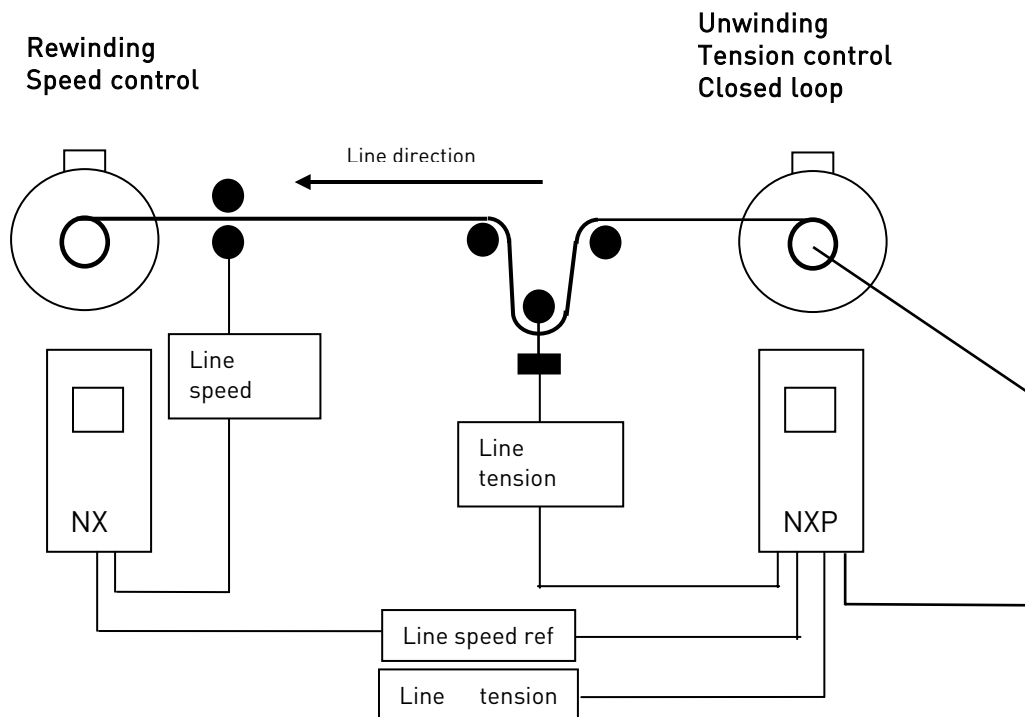 Rewinding
Speed control
Unwinding
Tension control
Closed loop
Line direction
Line
speed
Line
tension
NX
NXP
Line speed ref
Line tension